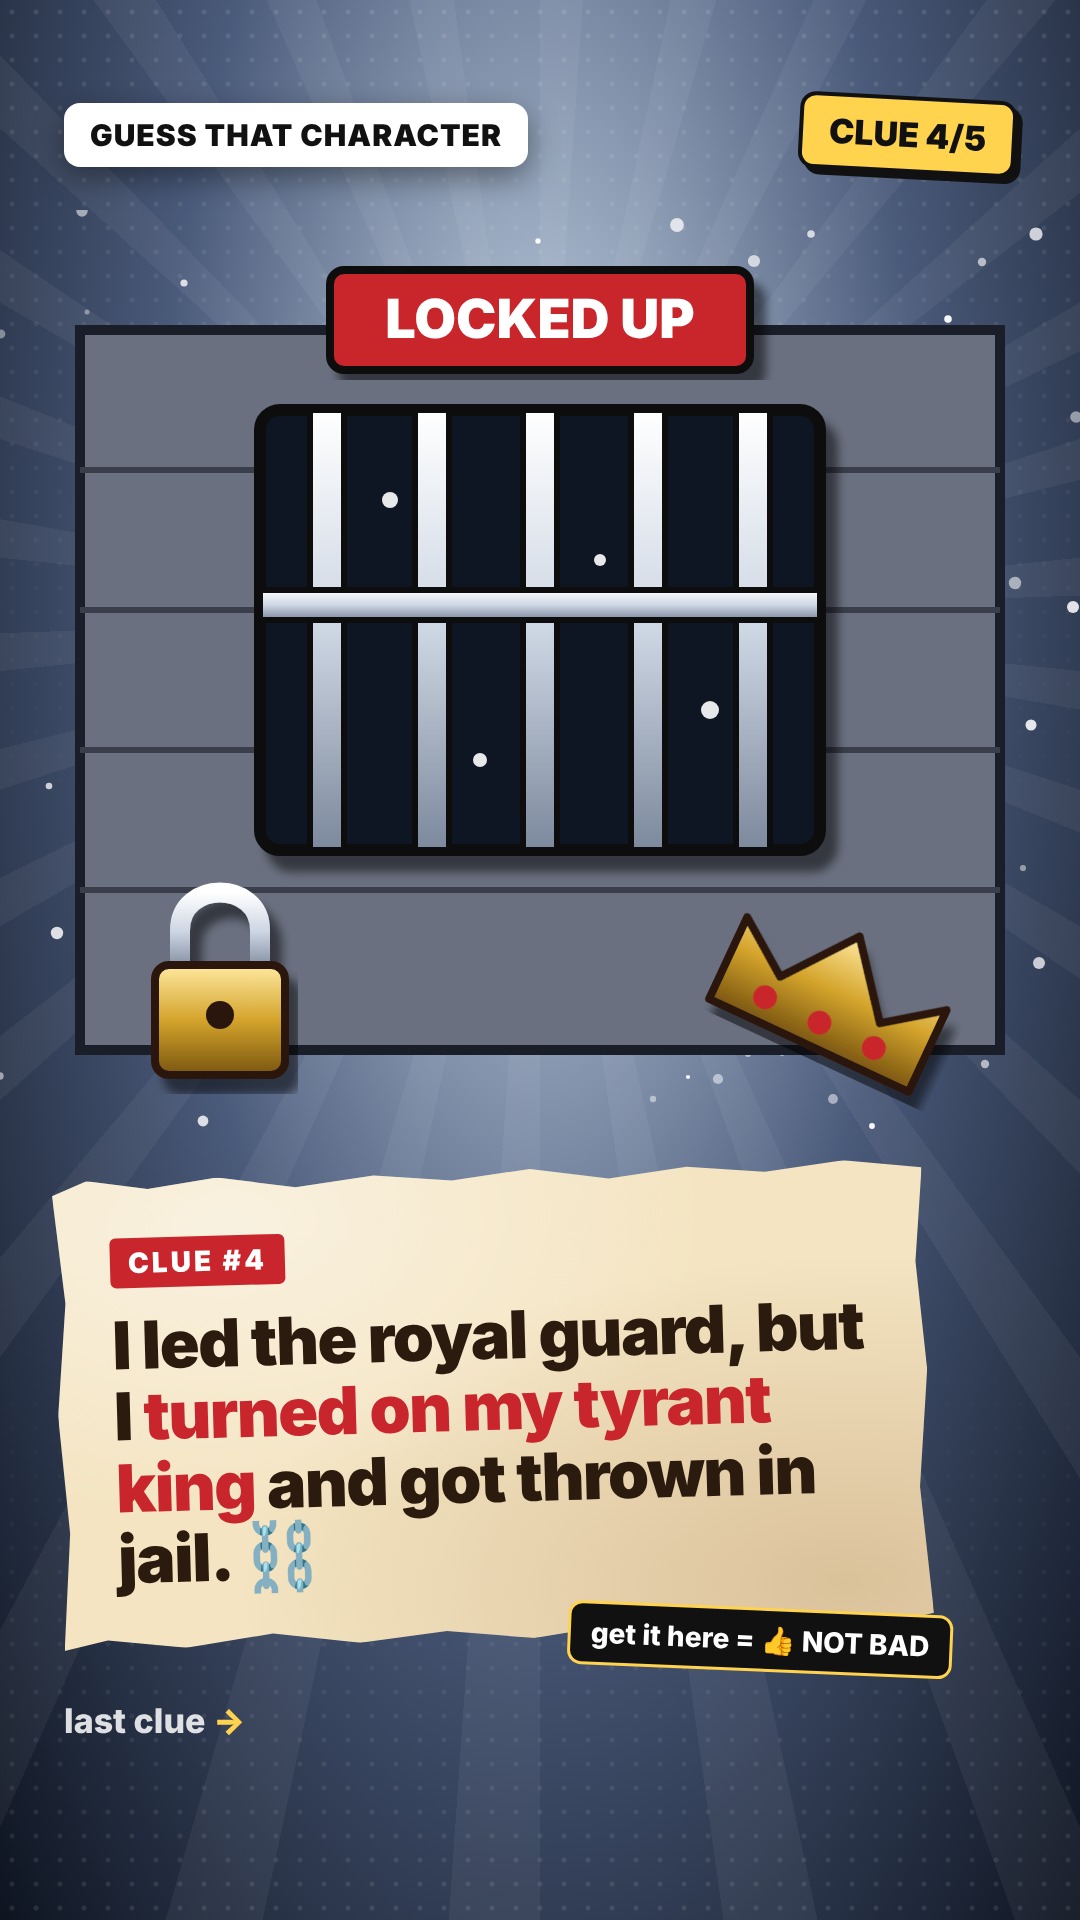 GUESS THAT CHARACTER
CLUE 4/5
LOCKED UP
CLUE #4
I led the royal guard, but
I turned on my tyrant
king and got thrown in
jail. ⛓️
get it here = 👍 NOT BAD
last clue →